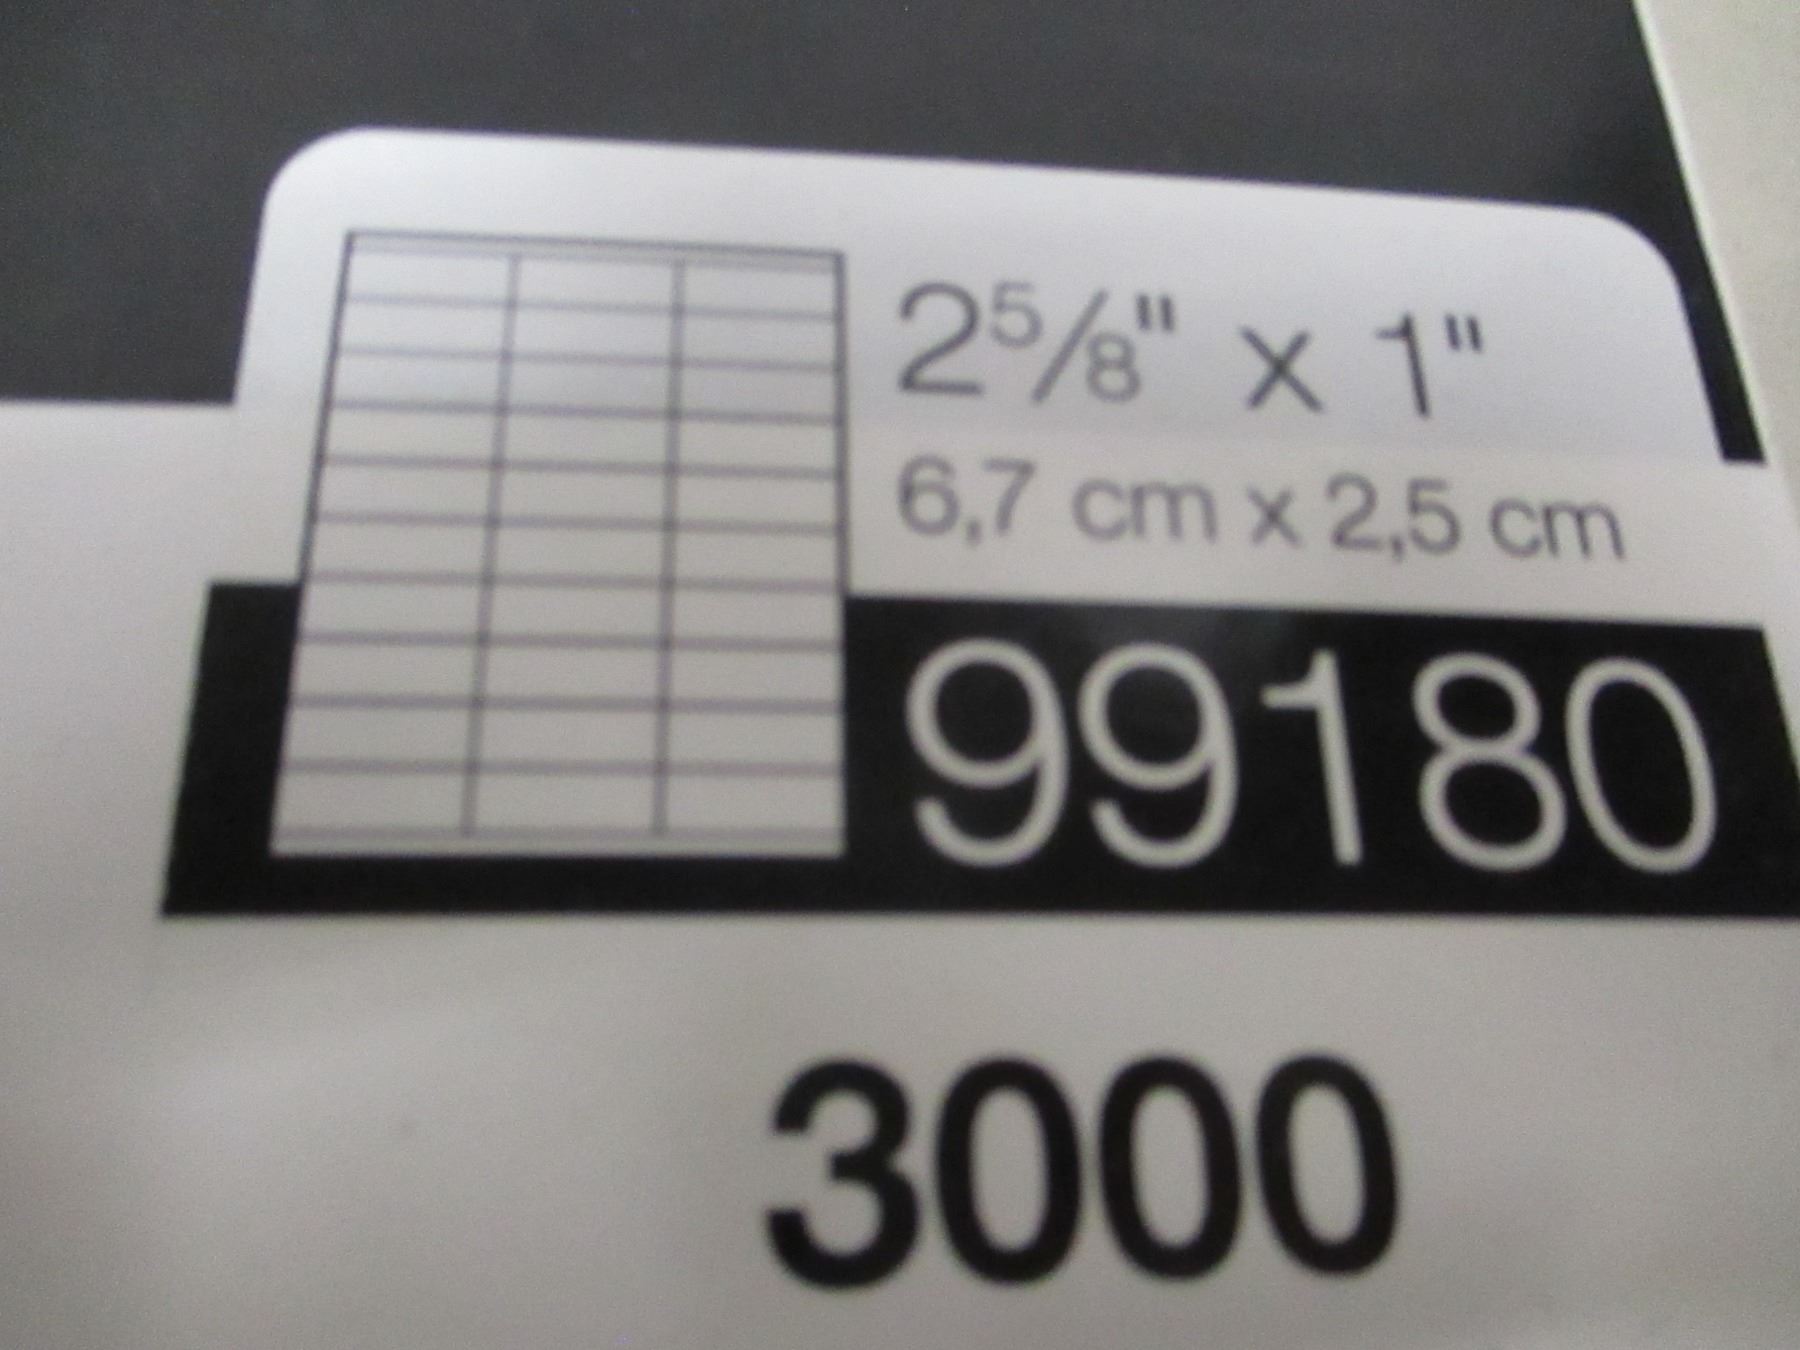 2⅝" x 1"
6,7 cm x 2,5 cm
99180
3000